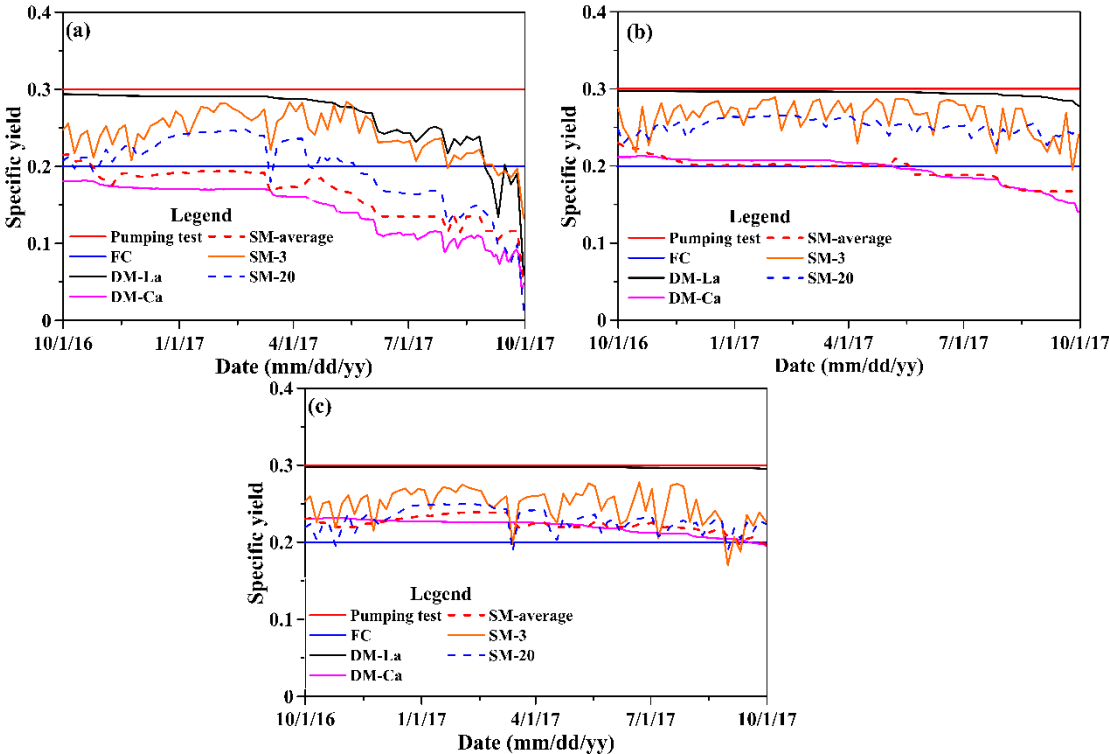 (a)
0.4
0.3
0.2
0.1
0
Specific yield
Legend
Pumping test
SM-average
FC
SM-3
DM-La
SM-20
DM-Ca
10/1/16
1/1/17
4/1/17
7/1/17
10/1/17
Date (mm/dd/yy)
(b)
0.4
0.3
0.2
0.1
0
Specific yield
Legend
Pumping test
SM-average
FC
SM-3
DM-La
SM-20
DM-Ca
10/1/16
1/1/17
4/1/17
7/1/17
10/1/17
Date (mm/dd/yy)
(c)
0.4
0.3
0.2
0.1
0
Specific yield
Legend
Pumping test
SM-average
FC
SM-3
DM-La
SM-20
DM-Ca
10/1/16
1/1/17
4/1/17
7/1/17
10/1/17
Date (mm/dd/yy)